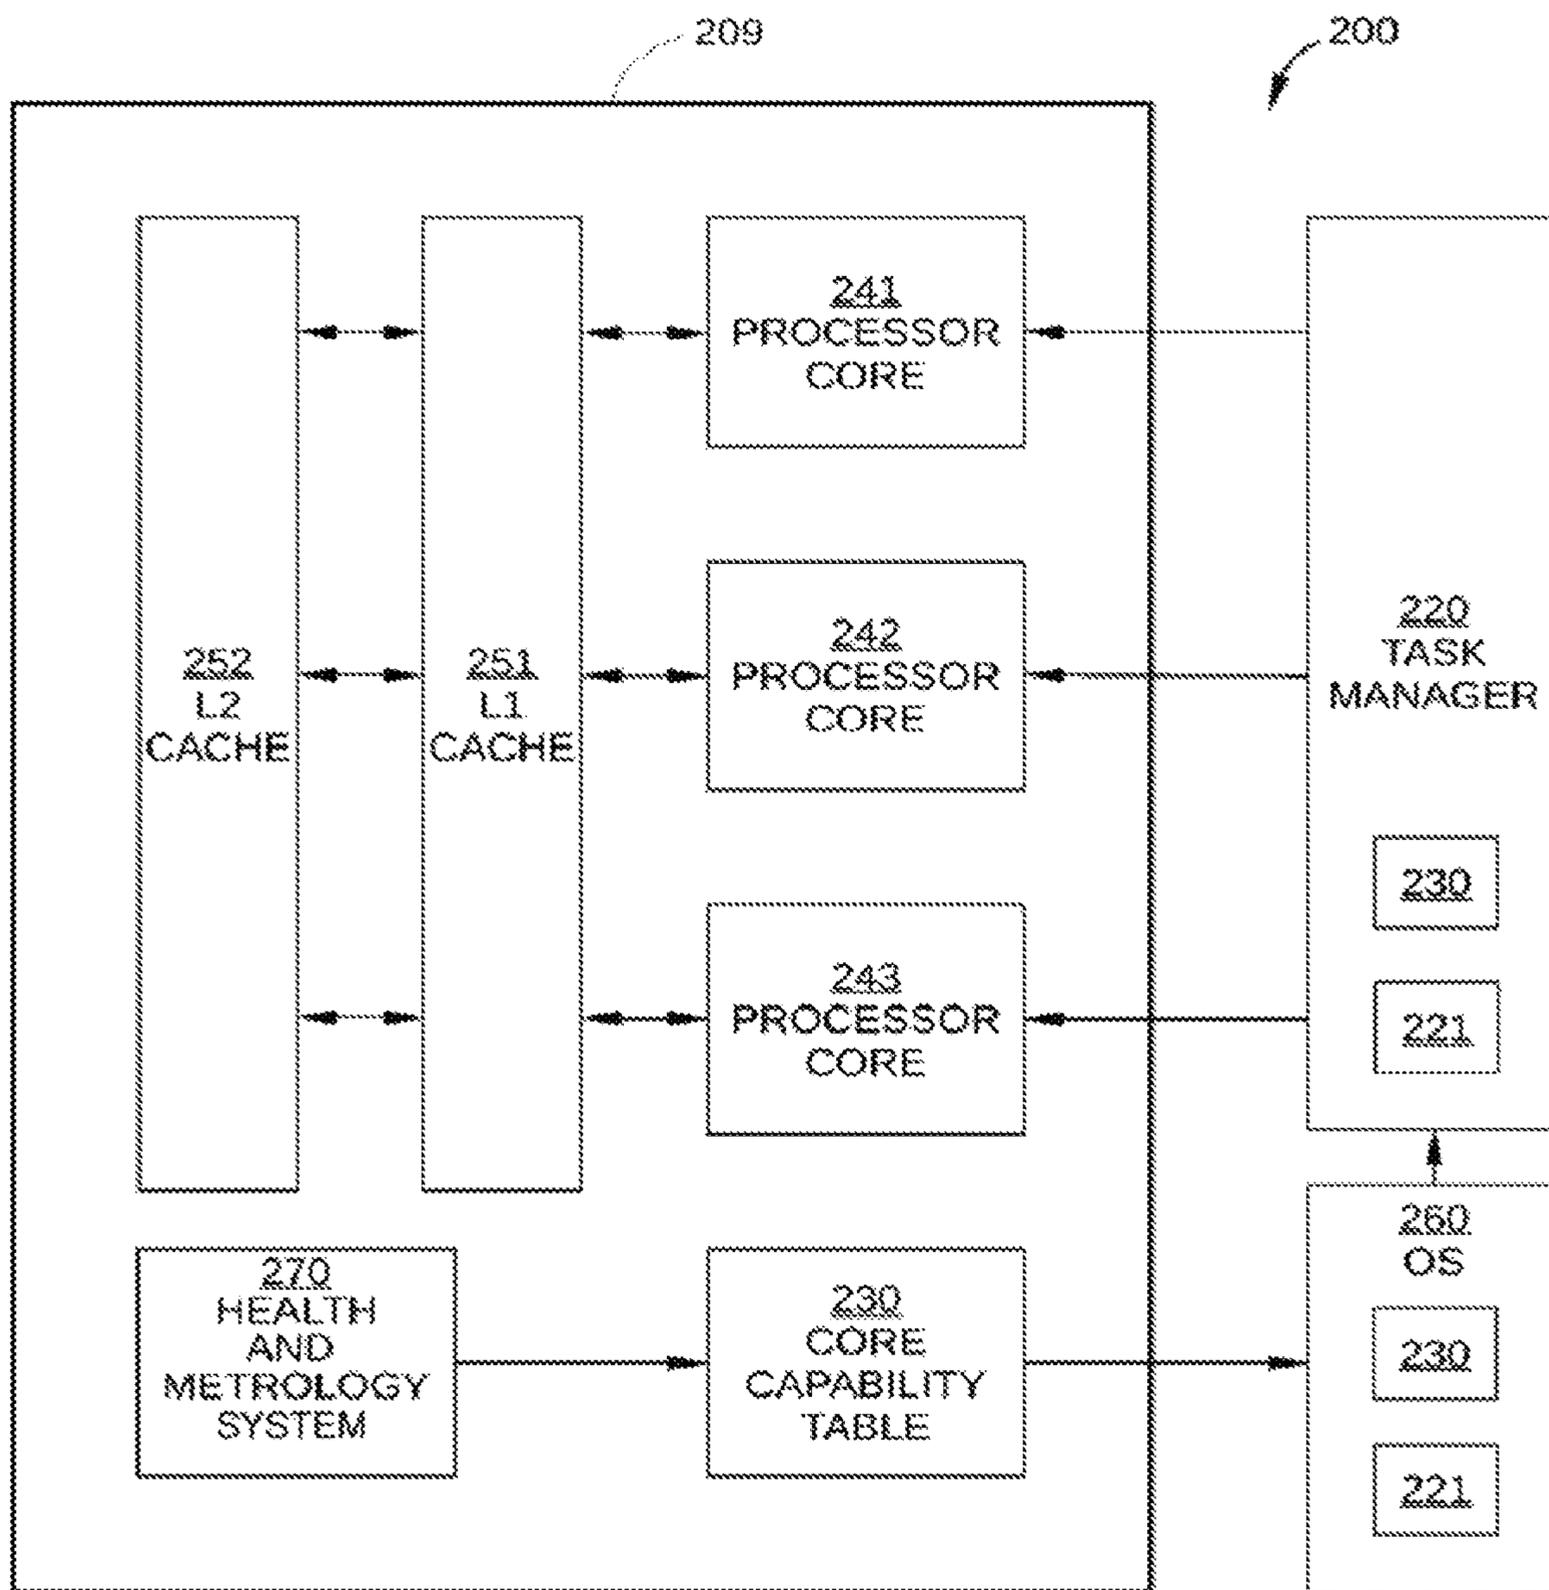 209
200
241
PROCESSOR
CORE
242
PROCESSOR
CORE
220
TASK
MANAGER
252
L2
CACHE
251
L1
CACHE
230
243
PROCESSOR
CORE
221
260
OS
270
HEALTH
AND
METROLOGY
SYSTEM
230
CORE
CAPABILITY
TABLE
230
221